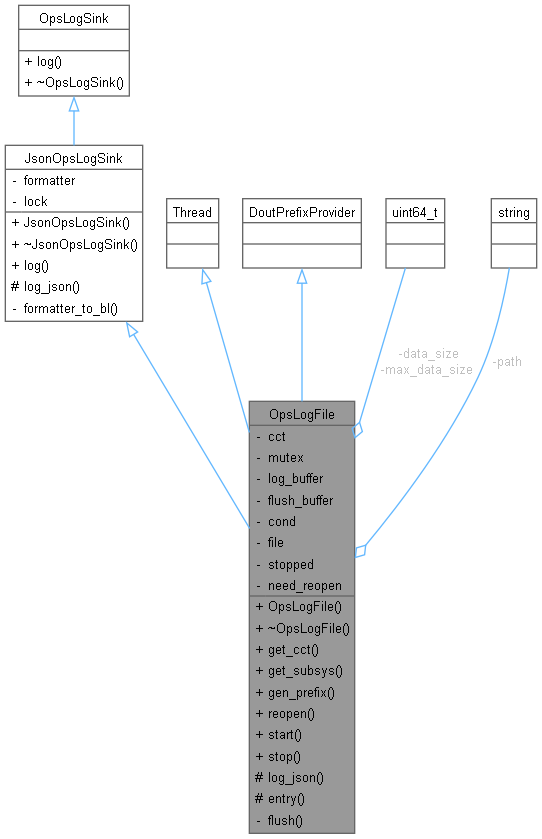 OpsLogSink
+ log()
+ ~OpsLogSink()
JsonOpsLogSink
- formatter
- lock
+ JsonOpsLogSink()
+ ~JsonOpsLogSink()
+ log()
# log_json()
- formatter_to_bl()
Thread
DoutPrefixProvider
uint64_t
string
-data_size
-max_data_size
-path
OpsLogFile
- cct
- mutex
- log_buffer
- flush_buffer
- cond
- file
- stopped
- need_reopen
+ OpsLogFile()
+ ~OpsLogFile()
+ get_cct()
+ get_subsys()
+ gen_prefix()
+ reopen()
+ start()
+ stop()
# log_json()
# entry()
- flush()